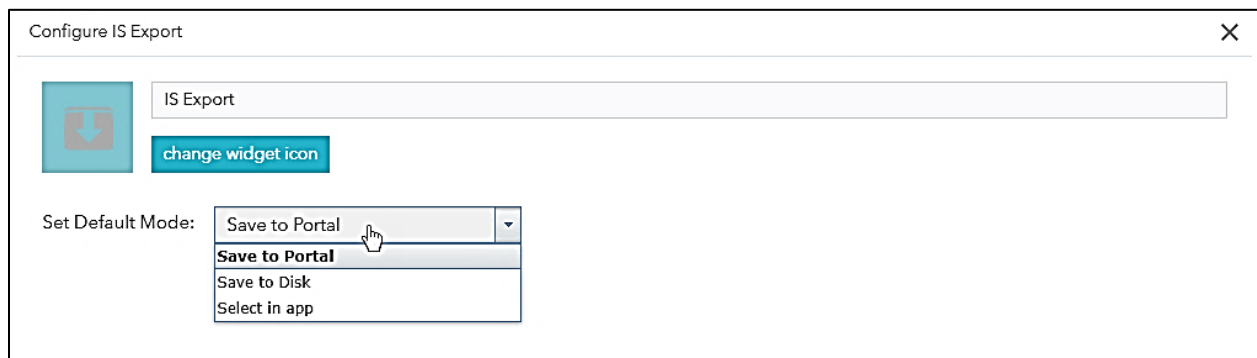 Configure IS Export
IS Export
change widget icon
Set Default Mode: Save to Portal
Save to Portal
Save to Disk
Select in app